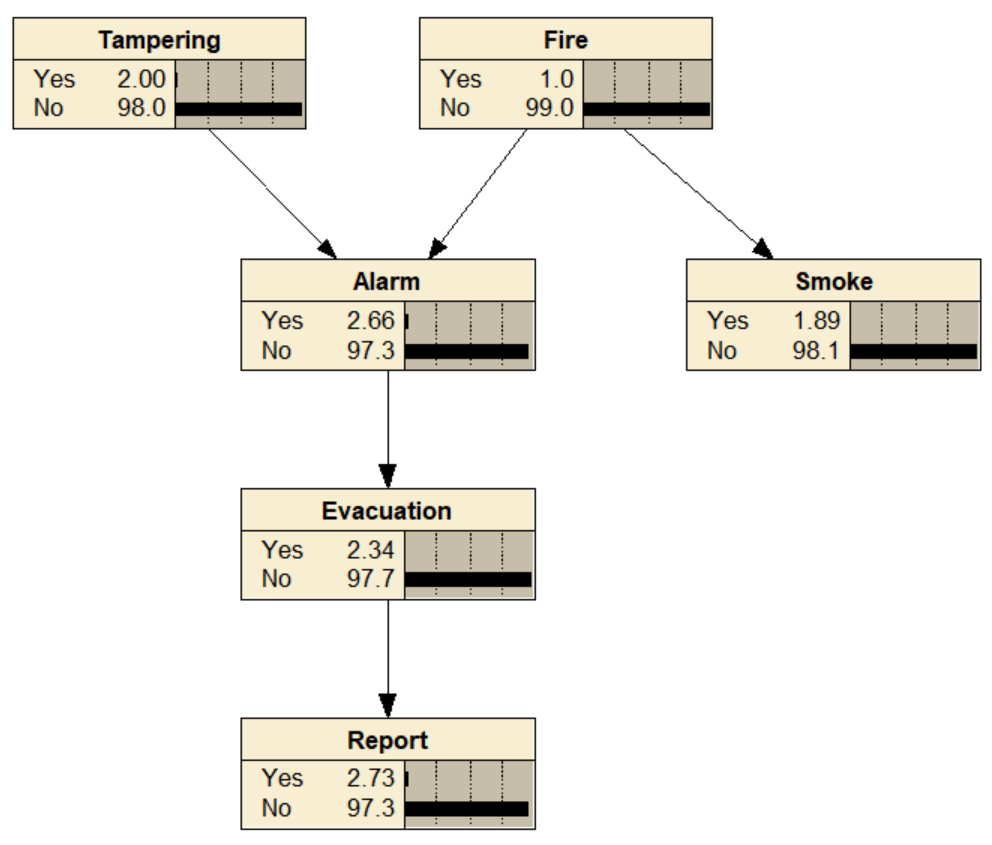 Tampering
Yes 2.00
No 98.0
Fire
Yes 1.0
No 99.0
Alarm
Yes 2.66
No 97.3
Smoke
Yes 1.89
No 98.1
Evacuation
Yes 2.34
No 97.7
Report
Yes 2.73
No 97.3